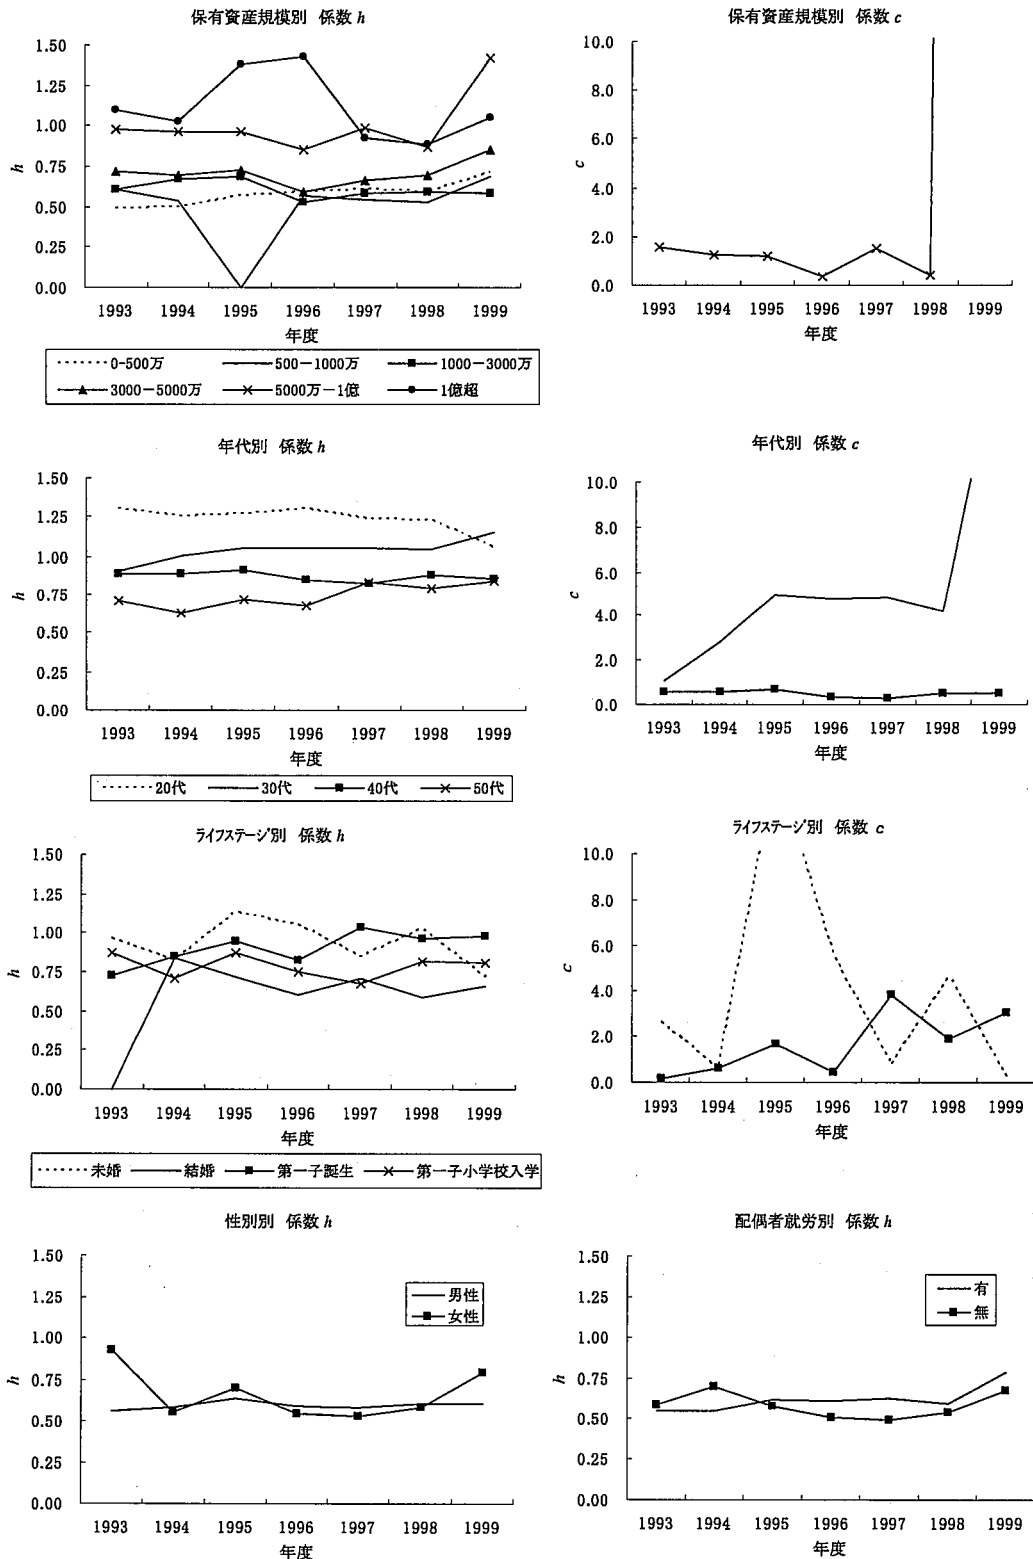 保有資産規模別 係数 h
1.50
1.25
1.00
0.75
0.50
0.25
0.00
h
1993 1994 1995 1996 1997 1998 1999
年度
0-500万 500-1000万 1000-3000万
3000-5000万 5000万-1億 1億超
保有資産規模別 係数 c
10.0
8.0
6.0
4.0
2.0
0.0
c
1993 1994 1995 1996 1997 1998 1999
年度
年代別 係数 h
1.50
1.25
1.00
0.75
0.50
0.25
0.00
h
1993 1994 1995 1996 1997 1998 1999
年度
20代 30代 40代 50代
年代別 係数 c
10.0
8.0
6.0
4.0
2.0
0.0
c
1993 1994 1995 1996 1997 1998 1999
年度
ライフステージ別 係数 h
1.50
1.25
1.00
0.75
0.50
0.25
0.00
h
1993 1994 1995 1996 1997 1998 1999
年度
未婚 結婚 第一子誕生 第一子小学校入学
ライフステージ別 係数 c
10.0
8.0
6.0
4.0
2.0
0.0
c
1993 1994 1995 1996 1997 1998 1999
年度
性別別 係数 h
1.50
1.25
1.00
0.75
0.50
0.25
0.00
h
男性
女性
1993 1994 1995 1996 1997 1998 1999
年度
配偶者就労別 係数 h
1.50
1.25
1.00
0.75
0.50
0.25
0.00
h
有
無
1993 1994 1995 1996 1997 1998 1999
年度